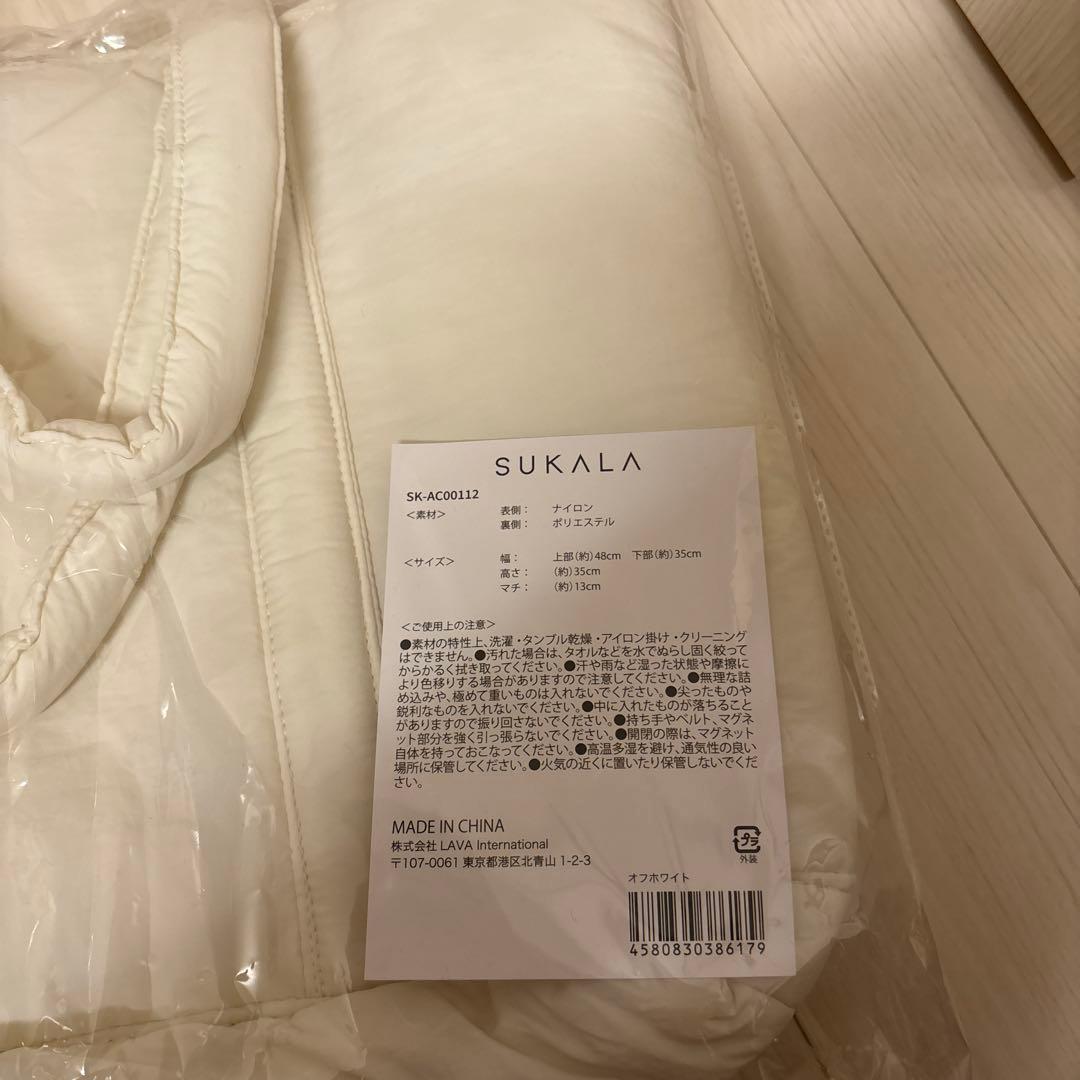 SUKALA
SK-AC00112
＜素材＞
表側： ナイロン
裏側： ポリエステル
＜サイズ＞
幅： 上部(約)48cm 下部(約)35cm
高さ： (約)35cm
マチ： (約)13cm
＜ご使用上の注意＞
●素材の特性上、洗濯・タンブル乾燥・アイロン掛け・クリーニング
はできません。●汚れた場合は、タオルなどを水でぬらし固く絞って
からかるく拭き取ってください。●汗や雨など湿った状態や摩擦に
より色移りする場合がありますので注意してください。●無理な詰
め込みや、極めて重いものは入れないでください。●尖ったものや
鋭利なものを入れないでください。●中に入れたものが落ちること
がありますので振り回さないでください。●持ち手やベルト、マグネ
ット部分を強く引っ張らないでください。●開閉の際は、マグネット
自体を持っておこなってください。●高温多湿を避け、通気性の良い
場所に保管してください。●火気の近くに置いたり保管しないでくだ
さい。
MADE IN CHINA
株式会社 LAVA International
〒107-0061 東京都港区北青山 1-2-3
プラ
外装
オフホワイト
4580830386179